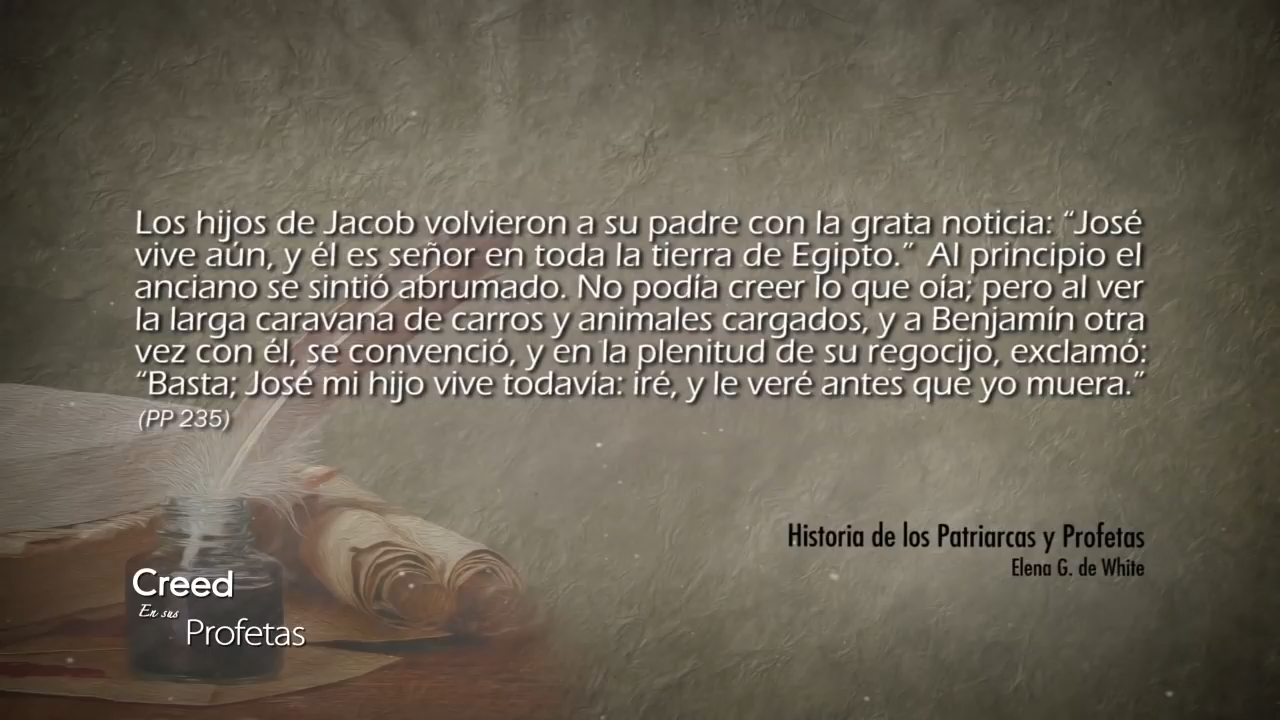 Los hijos de Jacob volvieron a su padre con la grata noticia: “José
vive aún, y él es señor en toda la tierra de Egipto.” Al principio el
anciano se sintió abrumado. No podía creer lo que oía; pero al ver
la larga caravana de carros y animales cargados, y a Benjamín otra
vez con él, se convenció, y en la plenitud de su regocijo, exclamó:
“Basta; José mi hijo vive todavía: iré, y le veré antes que yo muera.”
(PP 235)
Historia de los Patriarcas y Profetas
Elena G. de White
Creed
En sus
Profetas